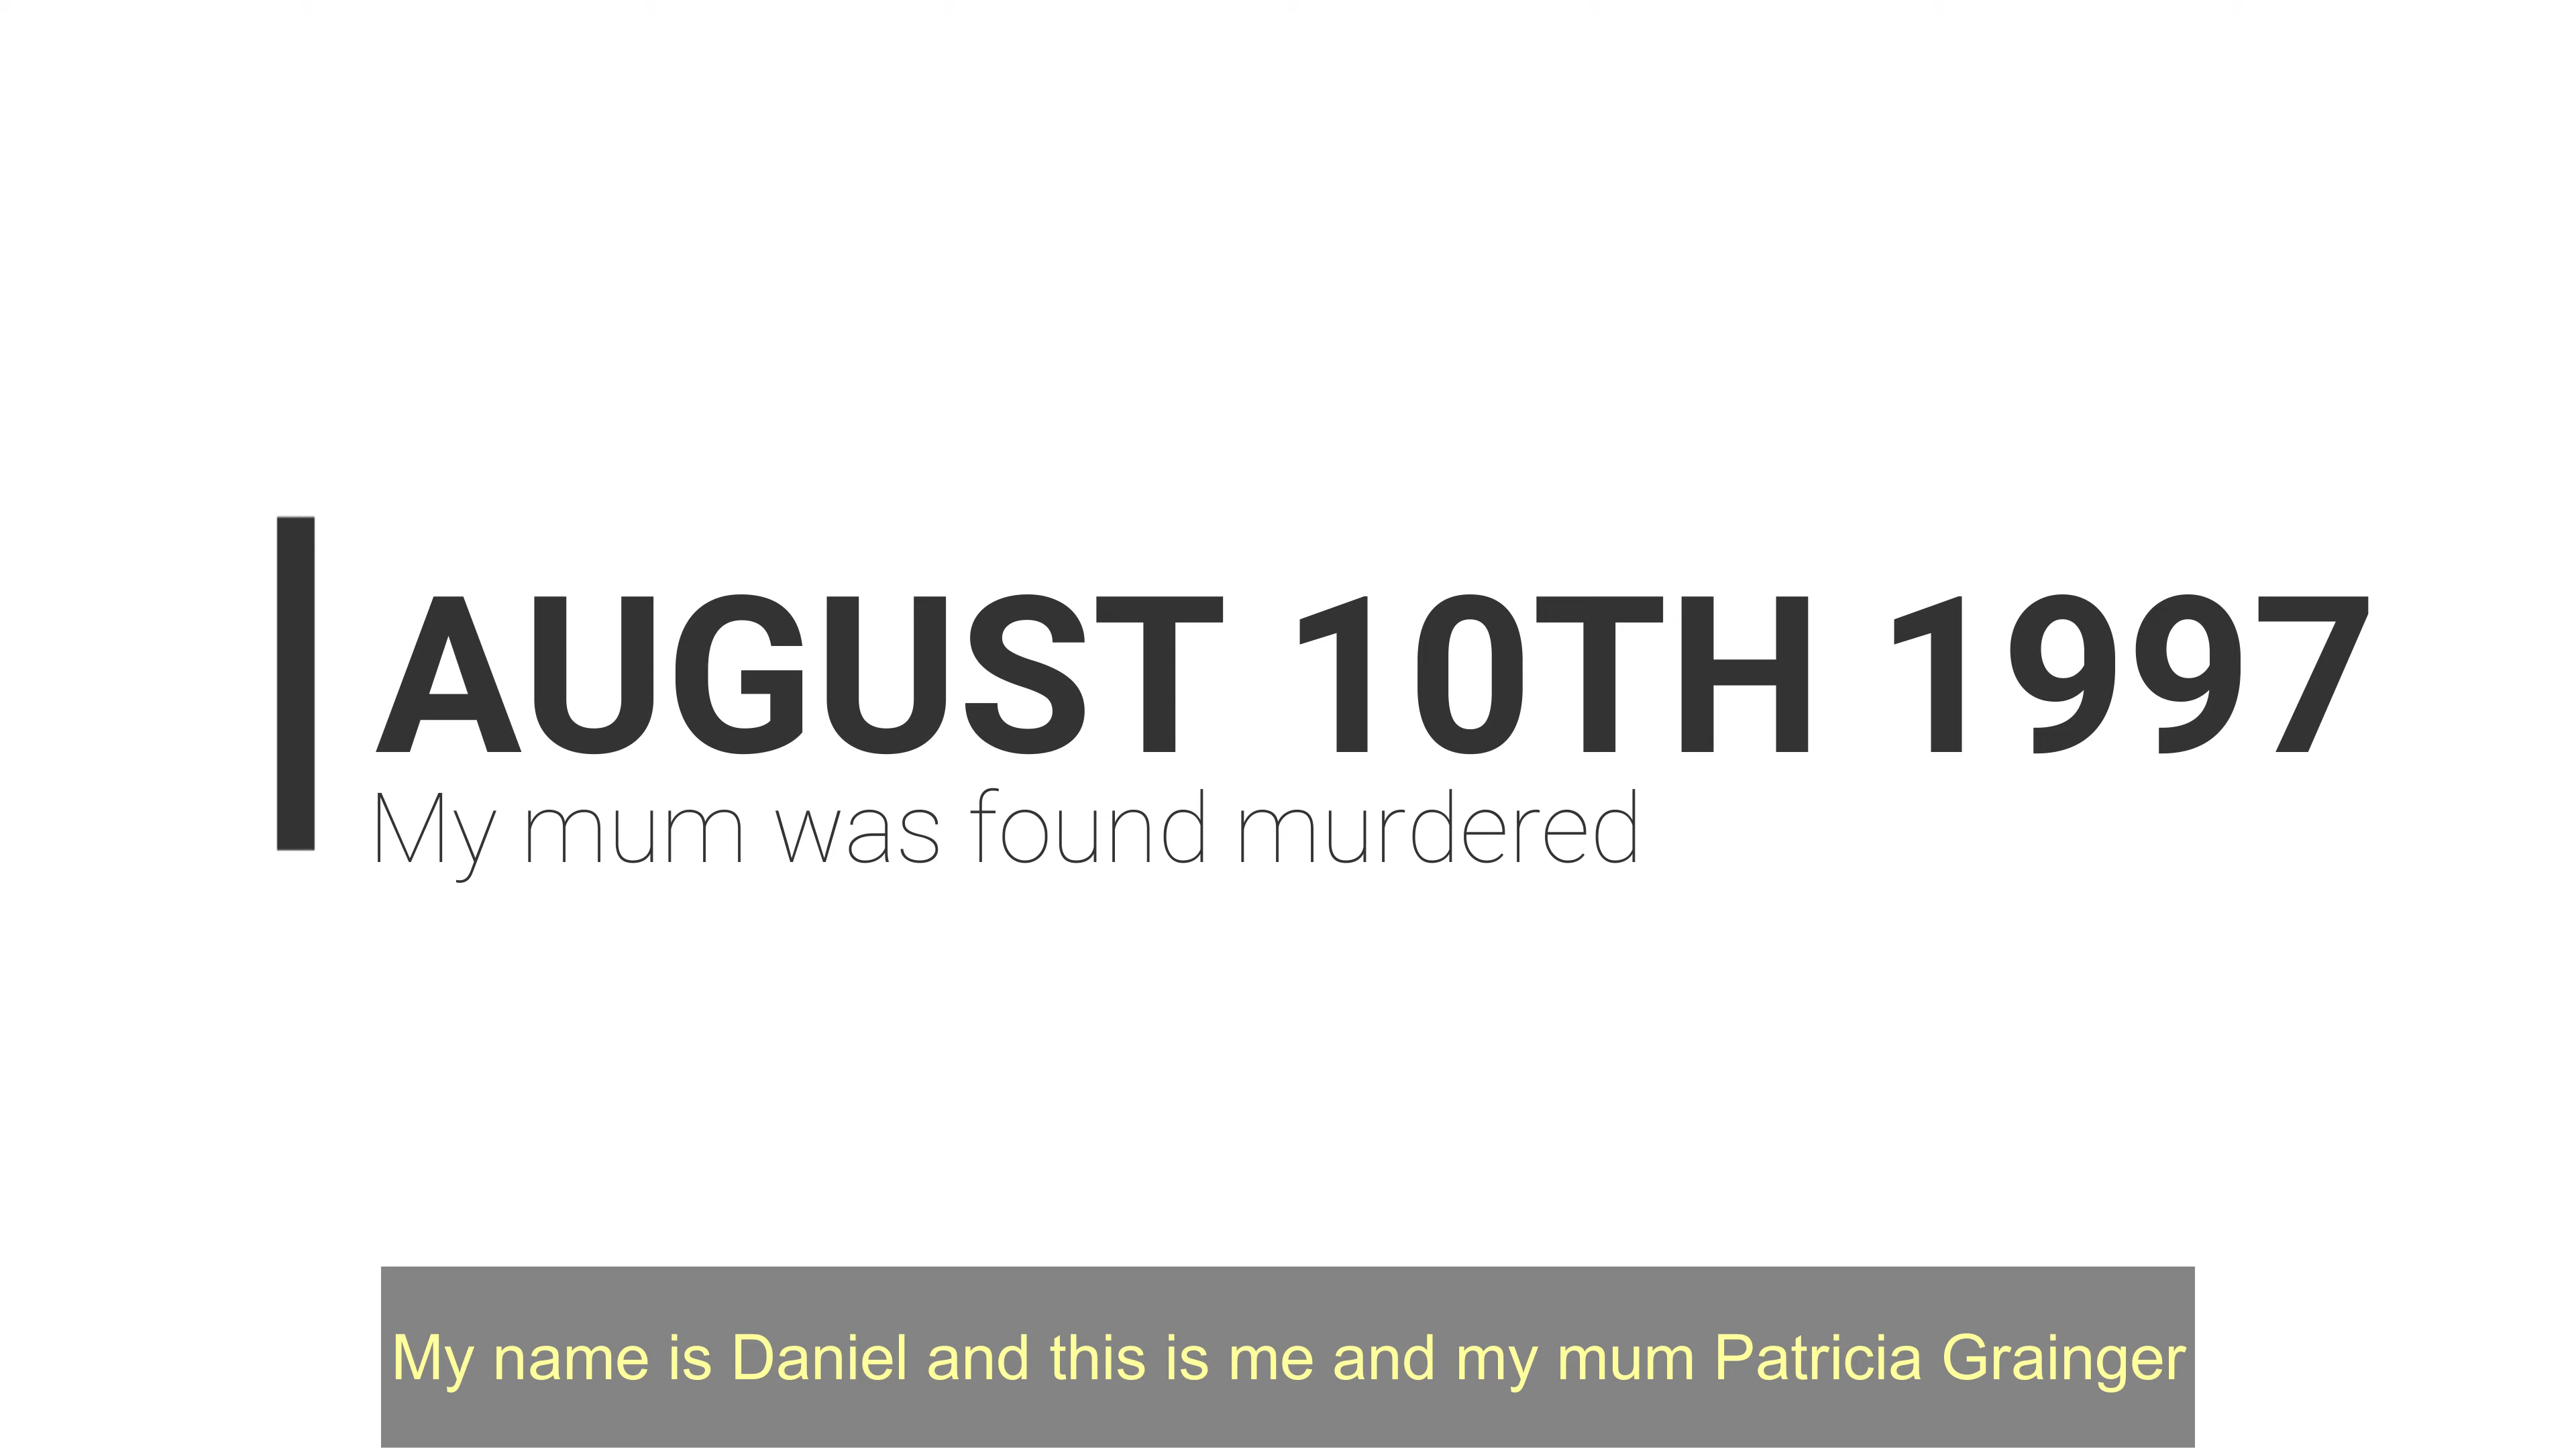 AUGUST 10TH 1997
My mum was found murdered
My name is Daniel and this is me and my mum Patricia Grainger